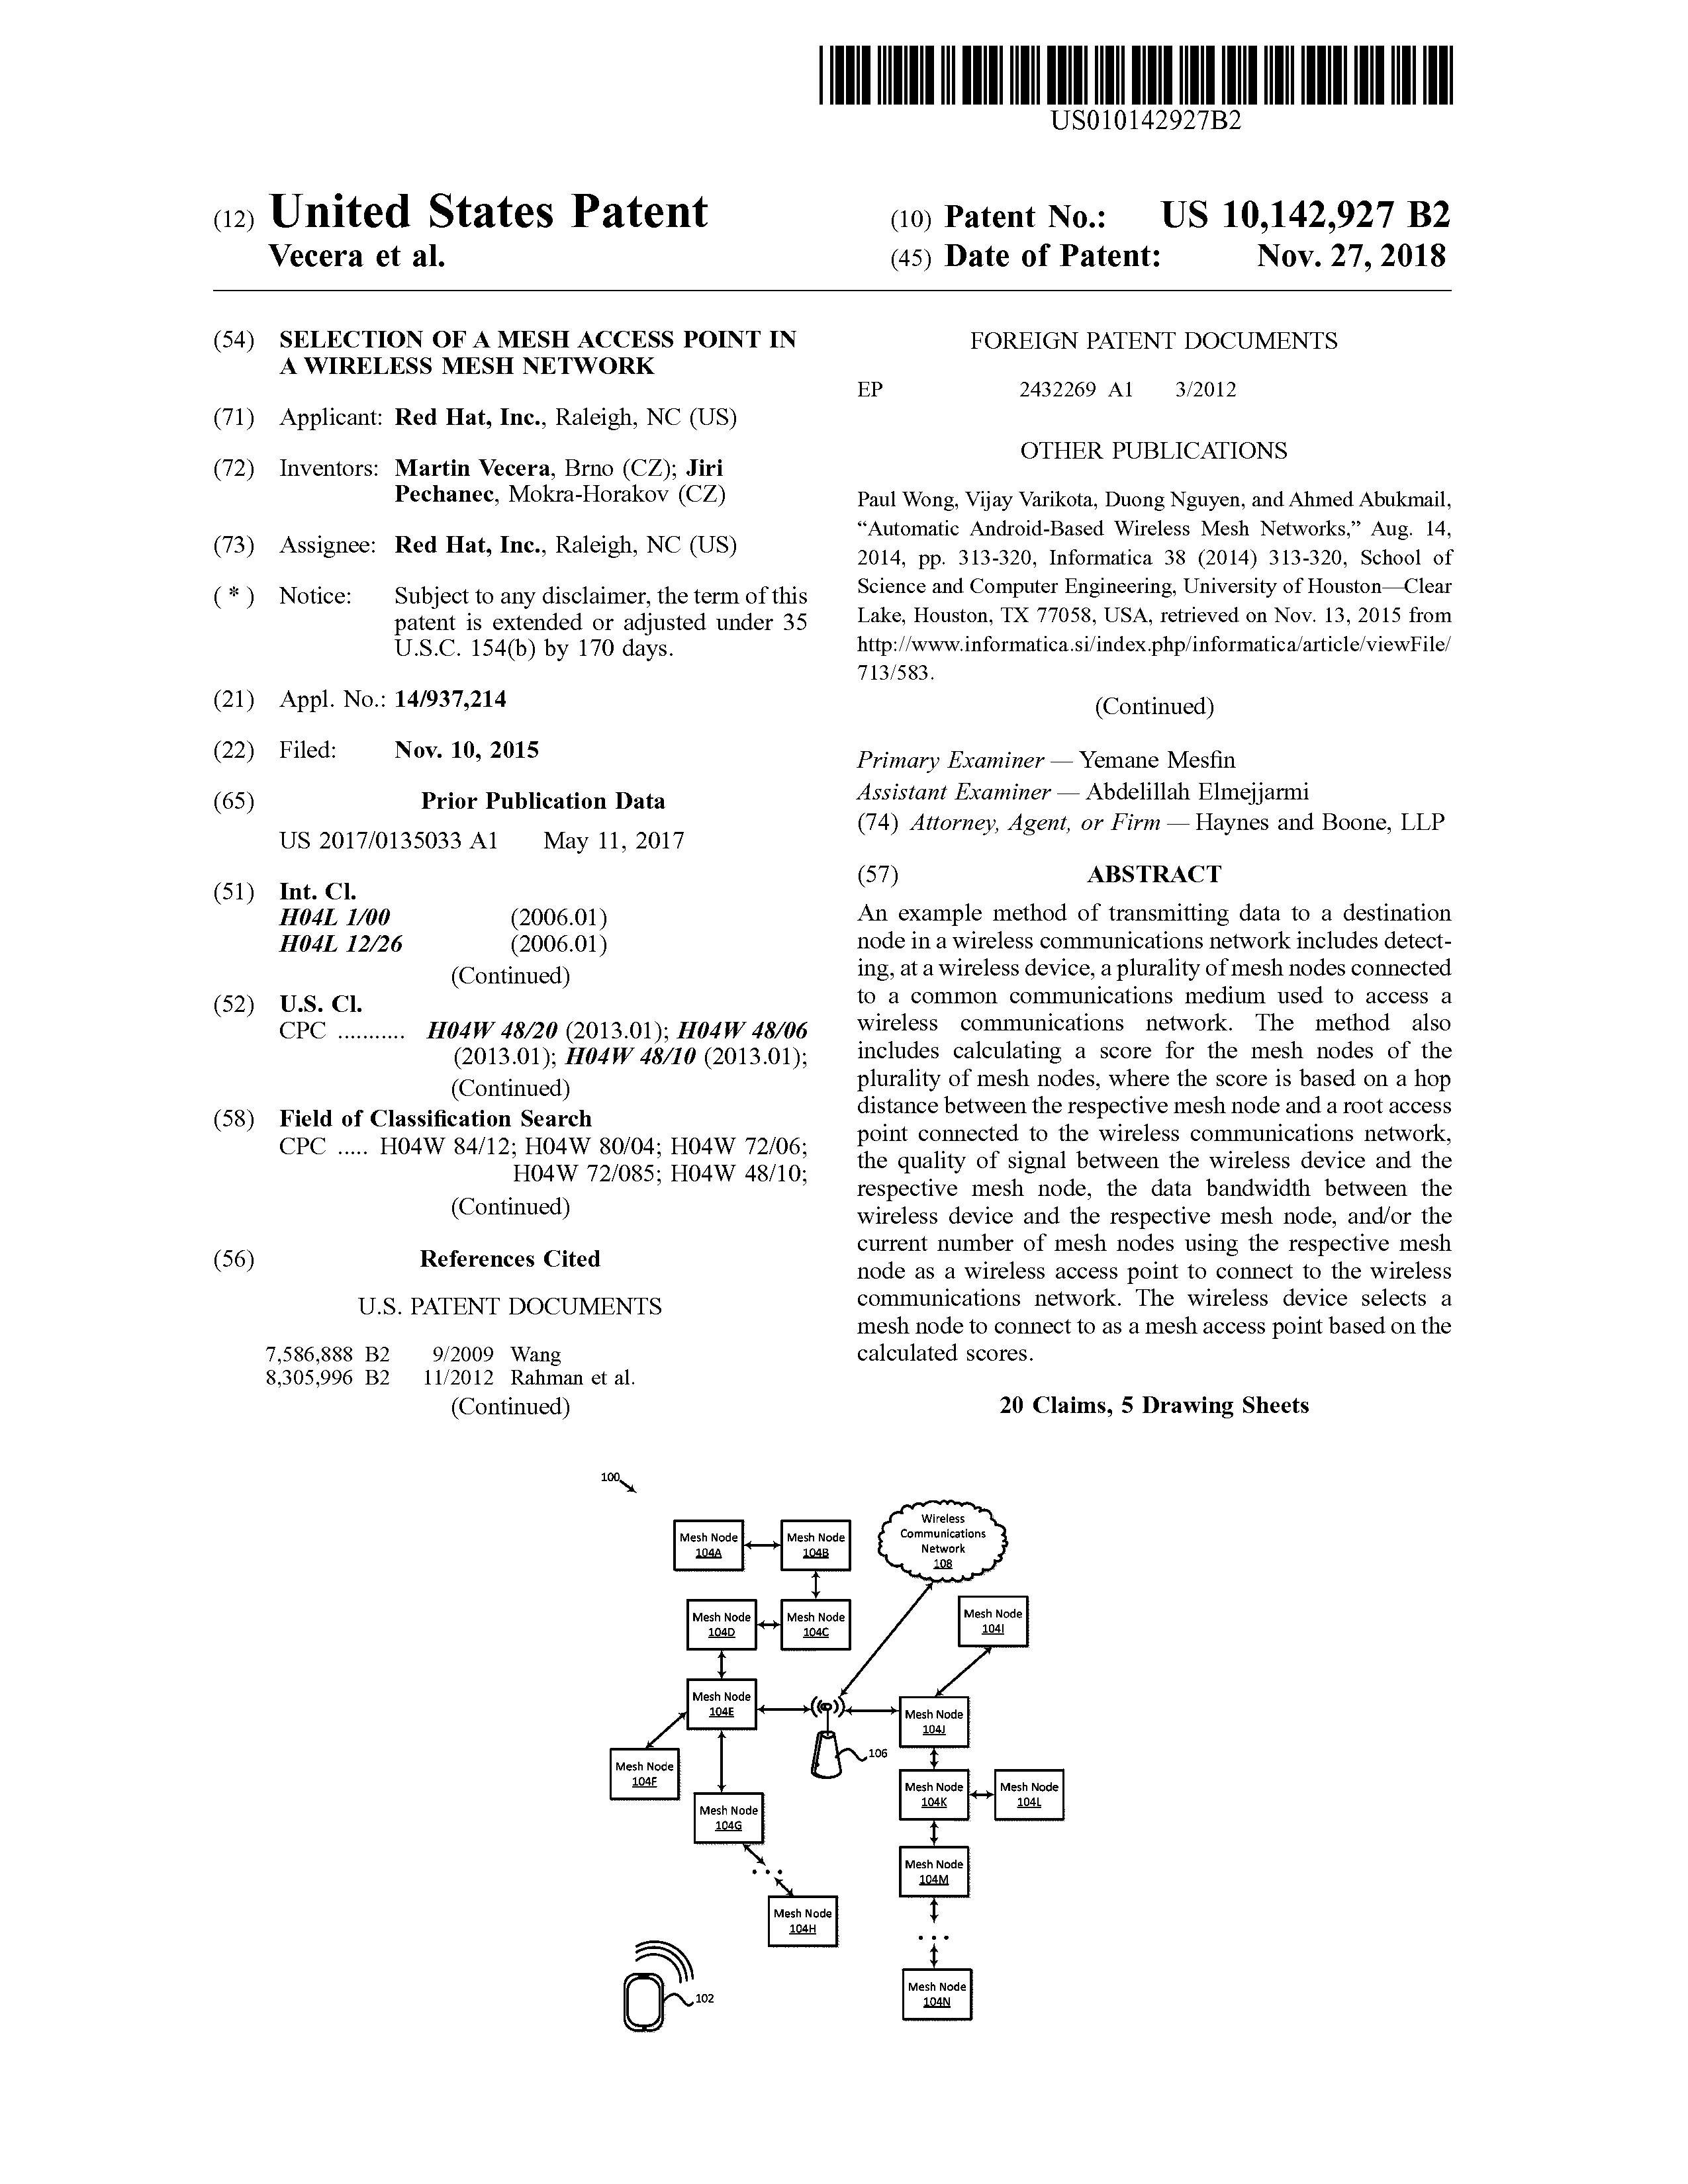 US010142927B2
(12) United States Patent
Vecera et al.
(10) Patent No.: US 10,142,927 B2
(45) Date of Patent: Nov. 27, 2018
(54) SELECTION OF A MESH ACCESS POINT IN
A WIRELESS MESH NETWORK
(71) Applicant: Red Hat, Inc., Raleigh, NC (US)
(72) Inventors: Martin Vecera, Brno (CZ); Jiri
Pechanec, Mokra-Horakov (CZ)
(73) Assignee: Red Hat, Inc., Raleigh, NC (US)
( * ) Notice: Subject to any disclaimer, the term of this
patent is extended or adjusted under 35
U.S.C. 154(b) by 170 days.
(21) Appl. No.: 14/937,214
(22) Filed: Nov. 10, 2015
(65) Prior Publication Data
US 2017/0135033 A1 May 11, 2017
(51) Int. Cl.
H04L 1/00 (2006.01)
H04L 12/26 (2006.01)
(Continued)
(52) U.S. Cl.
CPC ........... H04W 48/20 (2013.01); H04W 48/06
(2013.01); H04W 48/10 (2013.01);
(Continued)
(58) Field of Classification Search
CPC ..... H04W 84/12; H04W 80/04; H04W 72/06;
H04W 72/085; H04W 48/10;
(Continued)
(56) References Cited
U.S. PATENT DOCUMENTS
7,586,888 B2 9/2009 Wang
8,305,996 B2 11/2012 Rahman et al.
(Continued)
FOREIGN PATENT DOCUMENTS
EP 2432269 A1 3/2012
OTHER PUBLICATIONS
Paul Wong, Vijay Varikota, Duong Nguyen, and Ahmed Abukmail,
“Automatic Android-Based Wireless Mesh Networks,” Aug. 14,
2014, pp. 313-320, Informatica 38 (2014) 313-320, School of
Science and Computer Engineering, University of Houston—Clear
Lake, Houston, TX 77058, USA, retrieved on Nov. 13, 2015 from
http://www.informatica.si/index.php/informatica/article/viewFile/
713/583.
(Continued)
Primary Examiner — Yemane Mesfin
Assistant Examiner — Abdelillah Elmejjarmi
(74) Attorney, Agent, or Firm — Haynes and Boone, LLP
(57) ABSTRACT
An example method of transmitting data to a destination
node in a wireless communications network includes detect-
ing, at a wireless device, a plurality of mesh nodes connected
to a common communications medium used to access a
wireless communications network. The method also
includes calculating a score for the mesh nodes of the
plurality of mesh nodes, where the score is based on a hop
distance between the respective mesh node and a root access
point connected to the wireless communications network,
the quality of signal between the wireless device and the
respective mesh node, the data bandwidth between the
wireless device and the respective mesh node, and/or the
current number of mesh nodes using the respective mesh
node as a wireless access point to connect to the wireless
communications network. The wireless device selects a
mesh node to connect to as a mesh access point based on the
calculated scores.
20 Claims, 5 Drawing Sheets
100
Mesh Node
104A
Mesh Node
104B
Wireless
Communications
Network
108
Mesh Node
104D
Mesh Node
104C
Mesh Node
104I
Mesh Node
104E
Mesh Node
104J
106
Mesh Node
104F
Mesh Node
104K
Mesh Node
104L
Mesh Node
104G
• • •
Mesh Node
104M
Mesh Node
104H
• • •
Mesh Node
104N
102